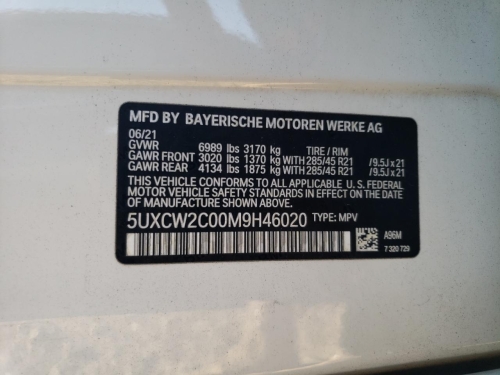 MFD BY BAYERISCHE MOTOREN WERKE AG
06/21
GVWR 6989 lbs 3170 kg TIRE / RIM
GAWR FRONT 3020 lbs 1370 kg WITH 285/45 R21 /9.5J x 21
GAWR REAR 4134 lbs 1875 kg WITH 285/45 R21 /9.5J x 21
THIS VEHICLE CONFORMS TO ALL APPLICABLE U.S. FEDERAL
MOTOR VEHICLE SAFETY STANDARDS IN EFFECT ON THE DATE
OF MANUFACTURE SHOWN ABOVE.
5UXCW2C00M9H46020 TYPE: MPV
A96M
7 320 729